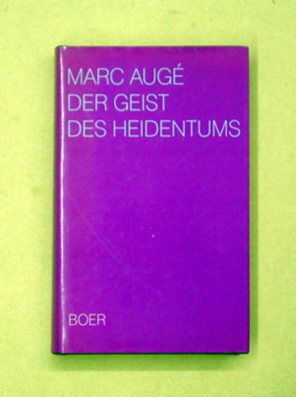 MARC AUGÉ
DER GEIST
DES HEIDENTUMS
BOER